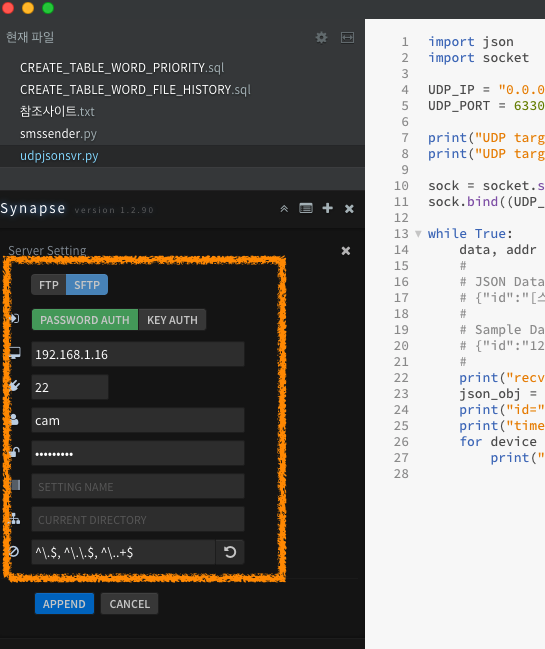 현재 파일
CREATE_TABLE_WORD_PRIORITY.sql
CREATE_TABLE_WORD_FILE_HISTORY.sql
참조사이트.txt
smssender.py
udpjsonsvr.py
Synapse version 1.2.90
Server Setting
FTP SFTP
PASSWORD AUTH KEY AUTH
192.168.1.16
22
cam
•••••••••
SETTING NAME
CURRENT DIRECTORY
^\.$, ^\.\.$, ^\..+$
APPEND CANCEL
1 import json
2 import socket
3
4 UDP_IP = "0.0.0
5 UDP_PORT = 6330
6
7 print("UDP targ
8 print("UDP targ
9
10 sock = socket.s
11 sock.bind((UDP_
12
13 while True:
14 data, addr
15 #
16 # JSON Data
17 # {"id":"[스
18 #
19 # Sample Da
20 # {"id":"12
21 #
22 print("recv
23 json_obj =
24 print("id="
25 print("time
26 for device
27 print("
28